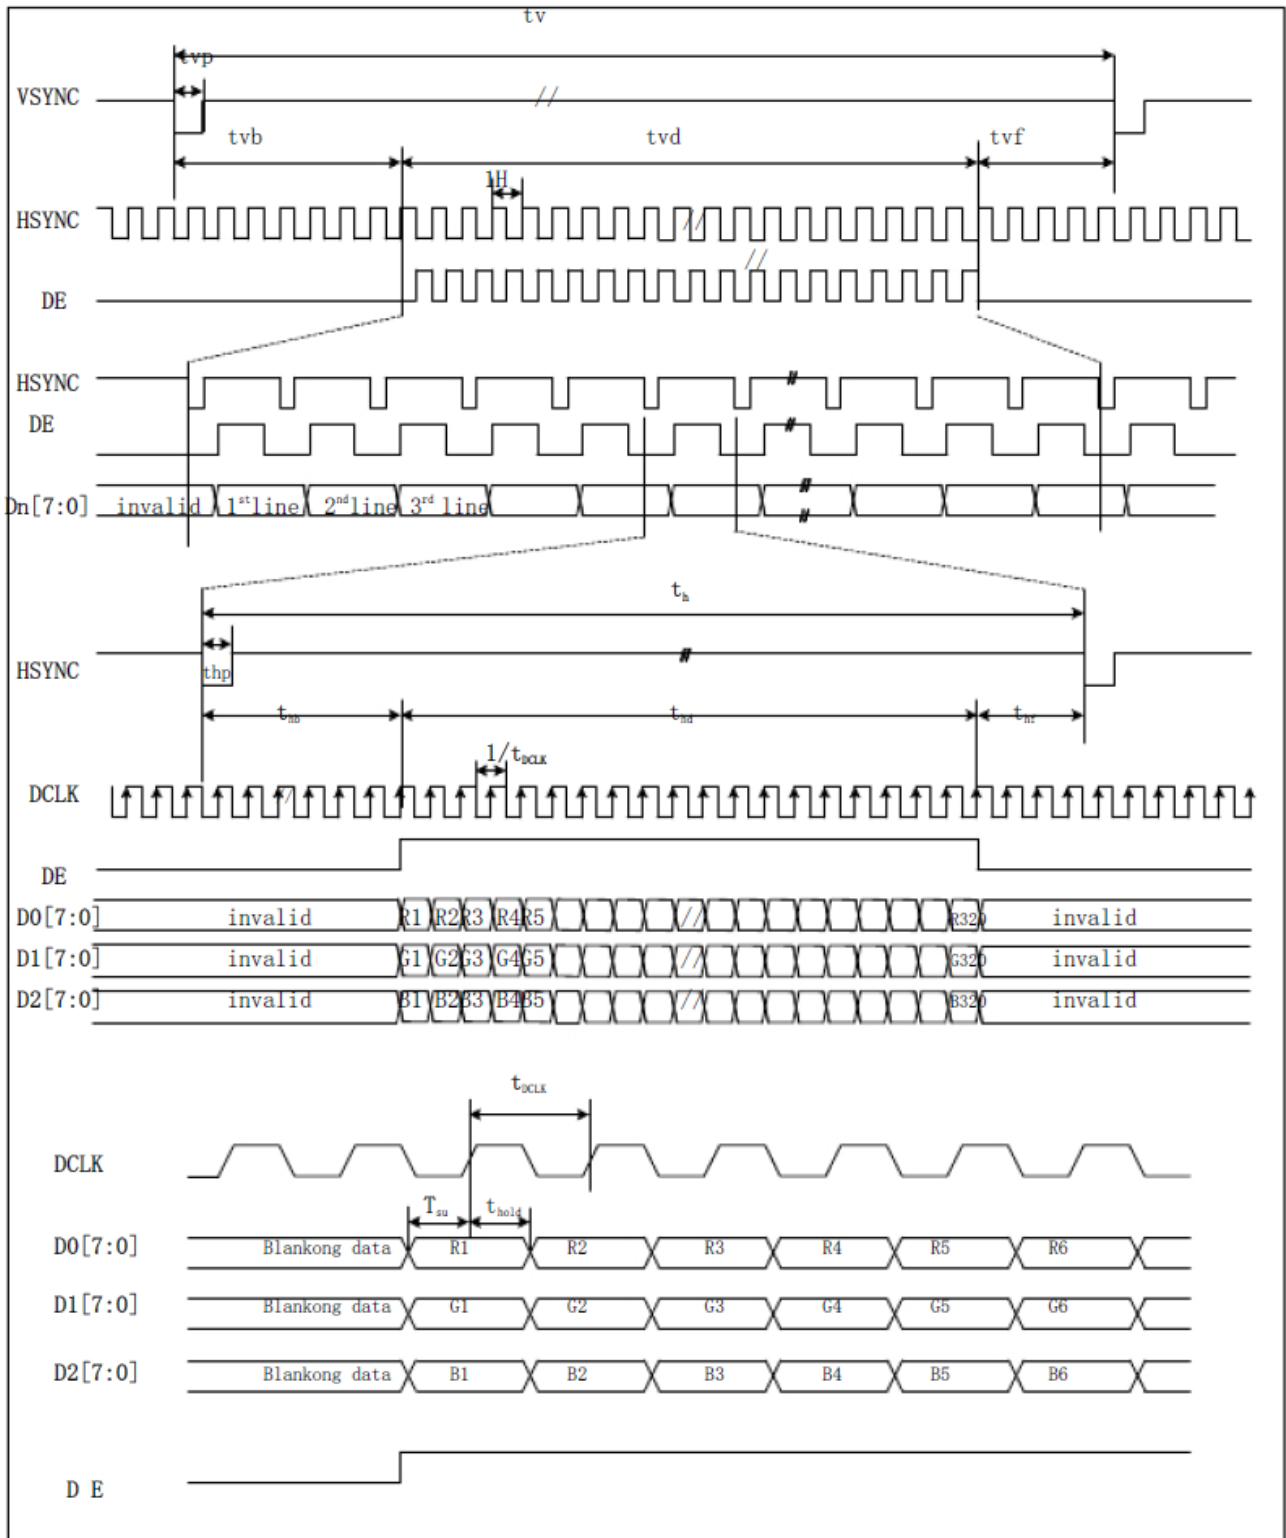 tv
tvp
VSYNC //
tvb tvd tvf
1H
HSYNC //
//
DE
HSYNC //
DE //
Dn[7:0] invalid 1st line 2nd line 3rd line //
//
th
HSYNC thp //
thb thd thf
1/tDCLK
DCLK /
DE
D0[7:0] invalid R1 R2 R3 R4 R5 // R320 invalid
D1[7:0] invalid G1 G2 G3 G4 G5 // G320 invalid
D2[7:0] invalid B1 B2 B3 B4 B5 // B320 invalid
tDCLK
DCLK
Tsu thold
D0[7:0] Blankong data R1 R2 R3 R4 R5 R6
D1[7:0] Blankong data G1 G2 G3 G4 G5 G6
D2[7:0] Blankong data B1 B2 B3 B4 B5 B6
D E